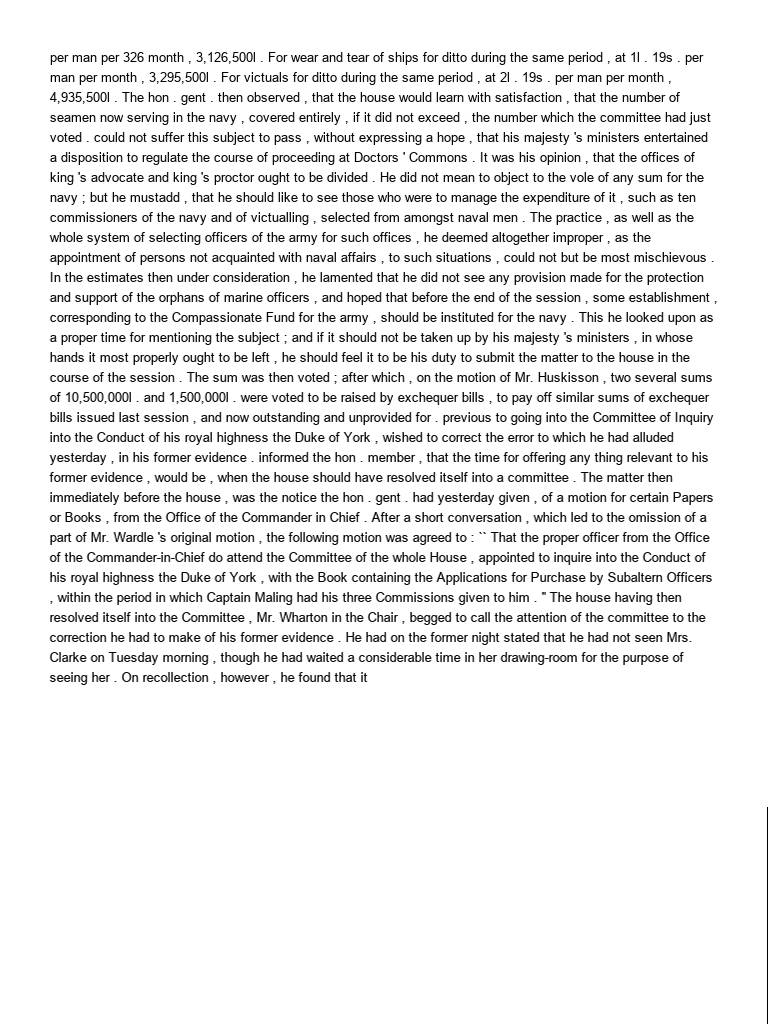 per man per 326 month , 3,126,500l . For wear and tear of ships for ditto during the same period , at 1l . 19s . per
man per month , 3,295,500l . For victuals for ditto during the same period , at 2l . 19s . per man per month ,
4,935,500l . The hon . gent . then observed , that the house would learn with satisfaction , that the number of
seamen now serving in the navy , covered entirely , if it did not exceed , the number which the committee had just
voted . could not suffer this subject to pass , without expressing a hope , that his majesty 's ministers entertained
a disposition to regulate the course of proceeding at Doctors ' Commons . It was his opinion , that the offices of
king 's advocate and king 's proctor ought to be divided . He did not mean to object to the vole of any sum for the
navy ; but he mustadd , that he should like to see those who were to manage the expenditure of it , such as ten
commissioners of the navy and of victualling , selected from amongst naval men . The practice , as well as the
whole system of selecting officers of the army for such offices , he deemed altogether improper , as the
appointment of persons not acquainted with naval affairs , to such situations , could not but be most mischievous .
In the estimates then under consideration , he lamented that he did not see any provision made for the protection
and support of the orphans of marine officers , and hoped that before the end of the session , some establishment ,
corresponding to the Compassionate Fund for the army , should be instituted for the navy . This he looked upon as
a proper time for mentioning the subject ; and if it should not be taken up by his majesty 's ministers , in whose
hands it most properly ought to be left , he should feel it to be his duty to submit the matter to the house in the
course of the session . The sum was then voted ; after which , on the motion of Mr. Huskisson , two several sums
of 10,500,000l . and 1,500,000l . were voted to be raised by exchequer bills , to pay off similar sums of exchequer
bills issued last session , and now outstanding and unprovided for . previous to going into the Committee of Inquiry
into the Conduct of his royal highness the Duke of York , wished to correct the error to which he had alluded
yesterday , in his former evidence . informed the hon . member , that the time for offering any thing relevant to his
former evidence , would be , when the house should have resolved itself into a committee . The matter then
immediately before the house , was the notice the hon . gent . had yesterday given , of a motion for certain Papers
or Books , from the Office of the Commander in Chief . After a short conversation , which led to the omission of a
part of Mr. Wardle 's original motion , the following motion was agreed to : `` That the proper officer from the Office
of the Commander-in-Chief do attend the Committee of the whole House , appointed to inquire into the Conduct of
his royal highness the Duke of York , with the Book containing the Applications for Purchase by Subaltern Officers
, within the period in which Captain Maling had his three Commissions given to him . " The house having then
resolved itself into the Committee , Mr. Wharton in the Chair , begged to call the attention of the committee to the
correction he had to make of his former evidence . He had on the former night stated that he had not seen Mrs.
Clarke on Tuesday morning , though he had waited a considerable time in her drawing-room for the purpose of
seeing her . On recollection , however , he found that it